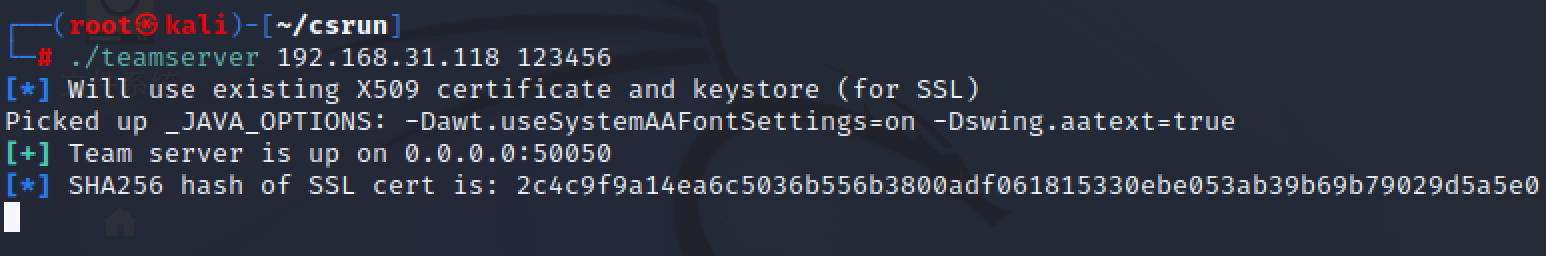 ┌──(root㉿kali)-[~/csrun]
└─# ./teamserver 192.168.31.118 123456
[*] Will use existing X509 certificate and keystore (for SSL)
Picked up _JAVA_OPTIONS: -Dawt.useSystemAAFontSettings=on -Dswing.aatext=true
[+] Team server is up on 0.0.0.0:50050
[*] SHA256 hash of SSL cert is: 2c4c9f9a14ea6c5036b556b3800adf061815330ebe053ab39b69b79029d5a5e0